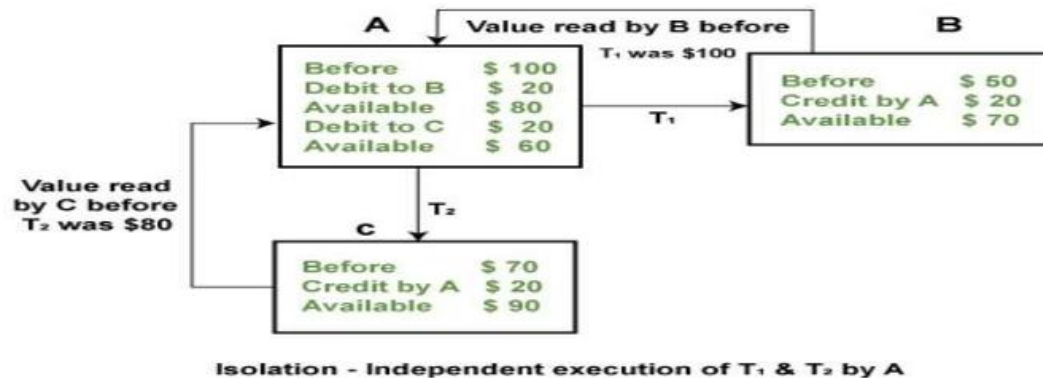 A
Value read by B before
T₁ was $100
B
Before $ 100
Debit to B $ 20
Available $ 80
Debit to C $ 20
Available $ 60
T₁
Before $ 50
Credit by A $ 20
Available $ 70
Value read
by C before
T₂ was $80
T₂
C
Before $ 70
Credit by A $ 20
Available $ 90
Isolation - Independent execution of T₁ & T₂ by A